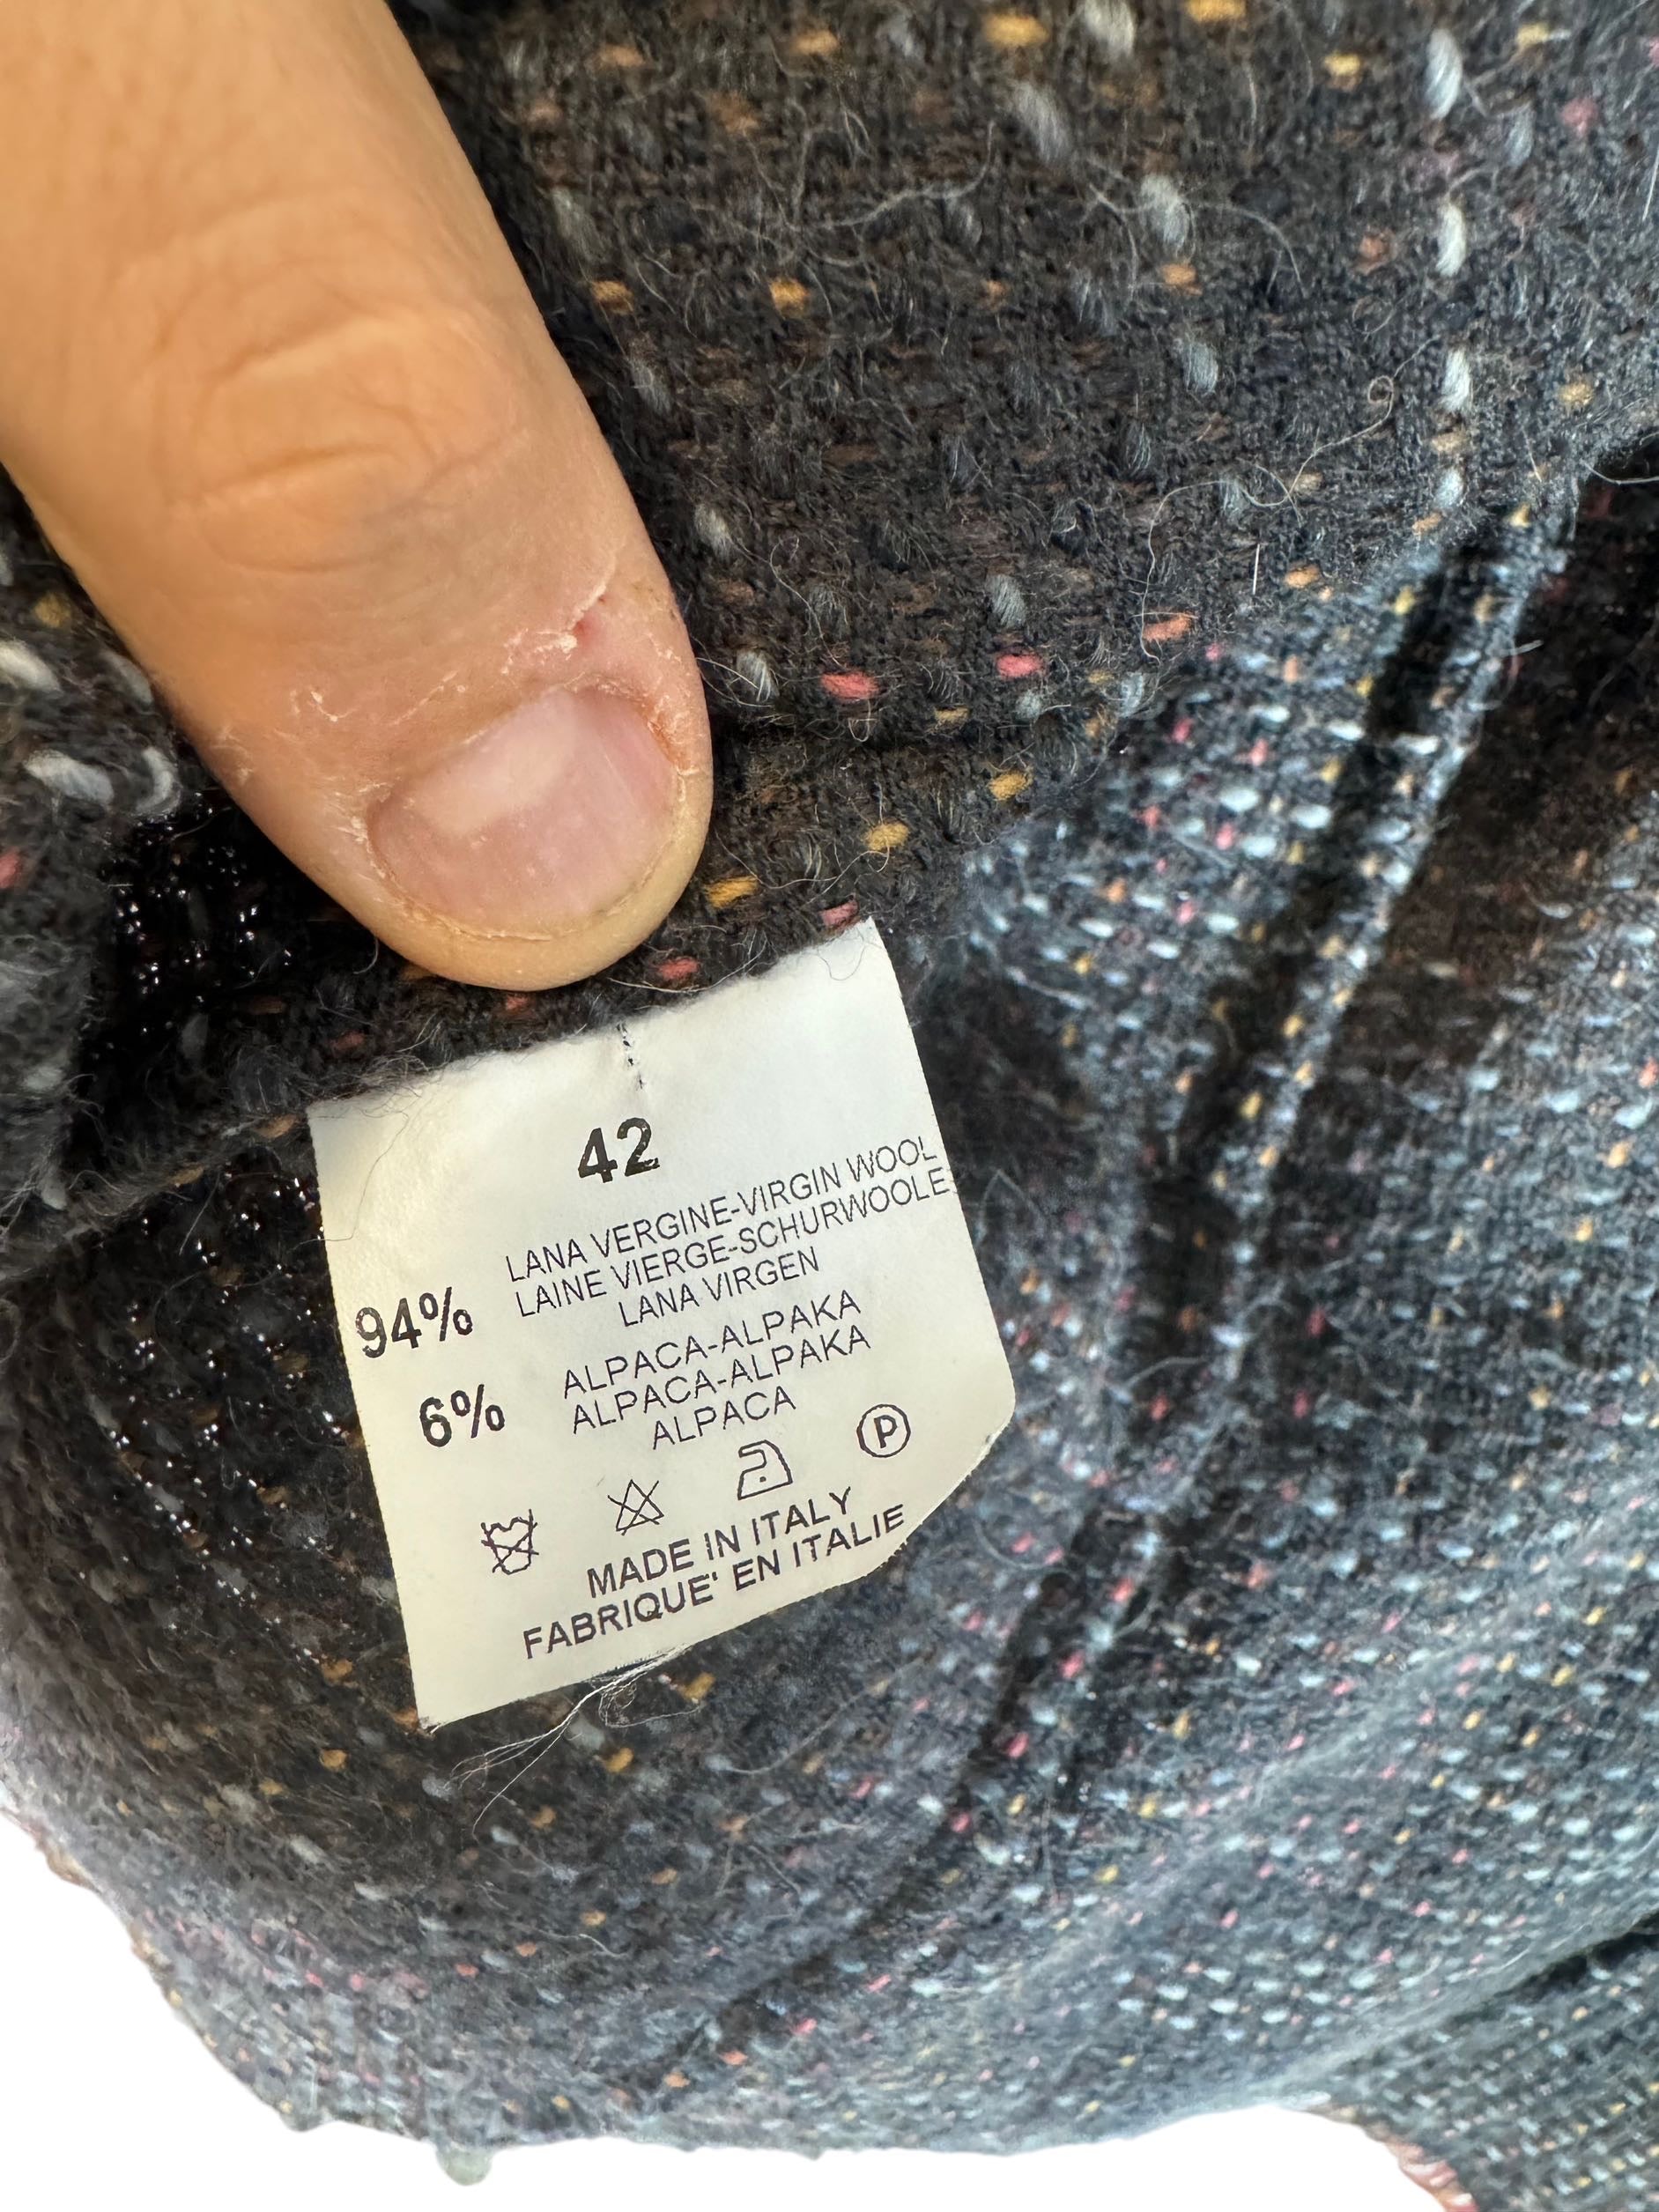 42
LANA VERGINE-VIRGIN WOOL
LAINE VIERGE-SCHURWOOLE
94% LANA VIRGEN
ALPACA-ALPAKA
6% ALPACA-ALPAKA
ALPACA
P
MADE IN ITALY
FABRIQUE' EN ITALIE